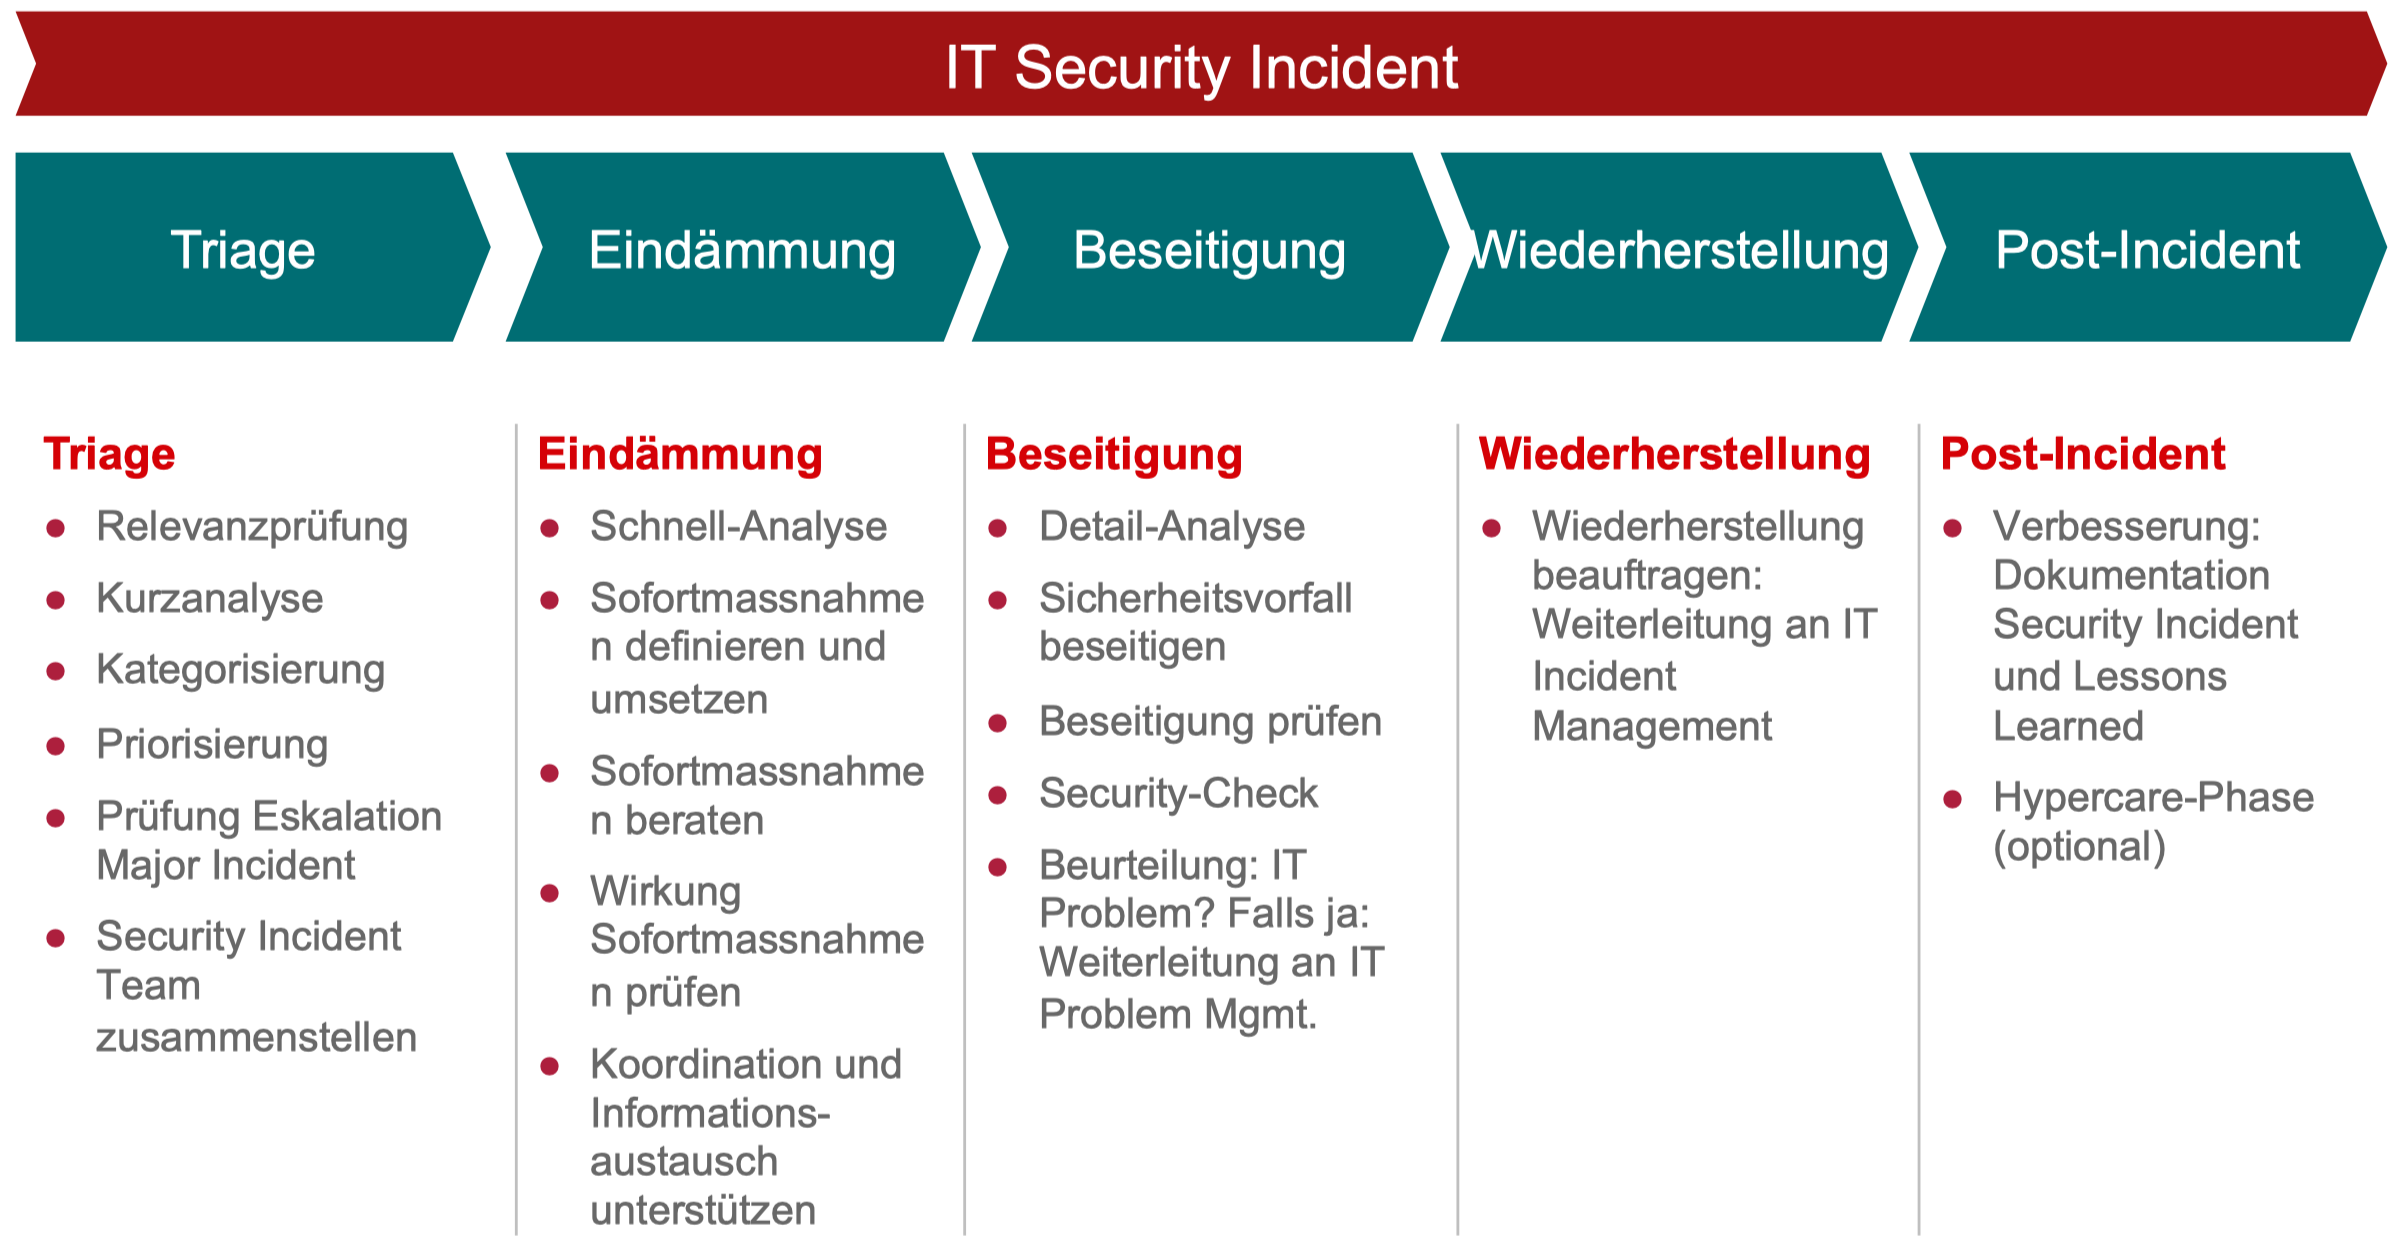 IT Security Incident
Triage
Eindämmung
Beseitigung
Wiederherstellung
Post-Incident
Triage
Relevanzprüfung
Kurzanalyse
Kategorisierung
Priorisierung
Prüfung Eskalation
Major Incident
Security Incident
Team
zusammenstellen
Eindämmung
Schnell-Analyse
Sofortmassnahme
n definieren und
umsetzen
Sofortmassnahme
n beraten
Wirkung
Sofortmassnahme
n prüfen
Koordination und
Informations-
austausch
unterstützen
Beseitigung
Detail-Analyse
Sicherheitsvorfall
beseitigen
Beseitigung prüfen
Security-Check
Beurteilung: IT
Problem? Falls ja:
Weiterleitung an IT
Problem Mgmt.
Wiederherstellung
Wiederherstellung
beauftragen:
Weiterleitung an IT
Incident
Management
Post-Incident
Verbesserung:
Dokumentation
Security Incident
und Lessons
Learned
Hypercare-Phase
(optional)